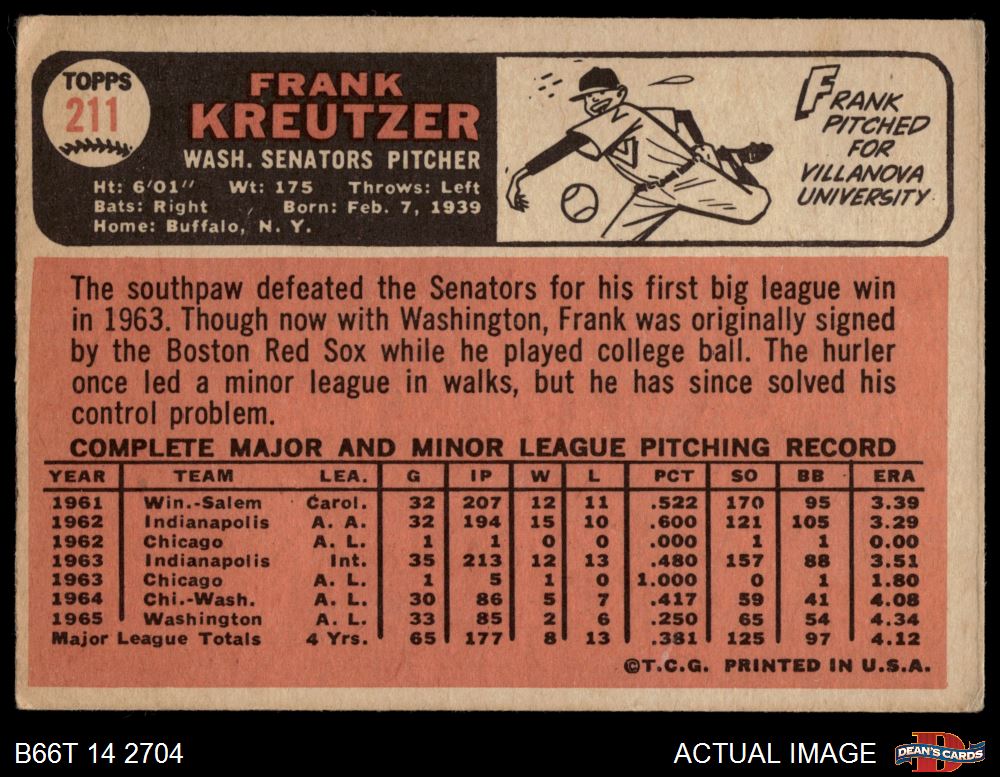 TOPPS
211
FRANK
KREUTZER
WASH. SENATORS PITCHER
Ht: 6'01" Wt: 175 Throws: Left
Bats: Right Born: Feb. 7, 1939
Home: Buffalo, N. Y.
FRANK
PITCHED
FOR
VILLANOVA
UNIVERSITY
The southpaw defeated the Senators for his first big league win
in 1963. Though now with Washington, Frank was originally signed
by the Boston Red Sox while he played college ball. The hurler
once led a minor league in walks, but he has since solved his
control problem.
COMPLETE MAJOR AND MINOR LEAGUE PITCHING RECORD
YEAR TEAM LEA. G IP W L PCT SO BB ERA
1961 Win.-Salem Carol. 32 207 12 11 .522 170 95 3.39
1962 Indianapolis A. A. 32 194 15 10 .600 121 105 3.29
1962 Chicago A. L. 1 1 0 0 .000 1 1 0.00
1963 Indianapolis Int. 35 213 12 13 .480 157 88 3.51
1963 Chicago A. L. 1 5 1 0 1.000 0 1 1.80
1964 Chi.-Wash. A. L. 30 86 5 7 .417 59 41 4.08
1965 Washington A. L. 33 85 2 6 .250 65 54 4.34
Major League Totals 4 Yrs. 65 177 8 13 .381 125 97 4.12
©T.C.G. PRINTED IN U.S.A.
B66T 14 2704
ACTUAL IMAGE
DEAN'S CARDS